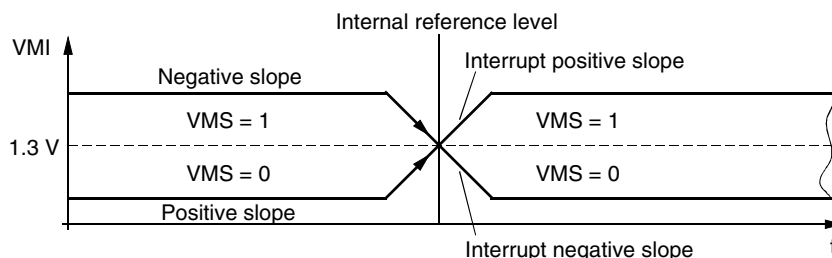 Internal reference level
VMI
Negative slope
Interrupt positive slope
VMS = 1
VMS = 1
1.3 V
VMS = 0
VMS = 0
Positive slope
Interrupt negative slope
t